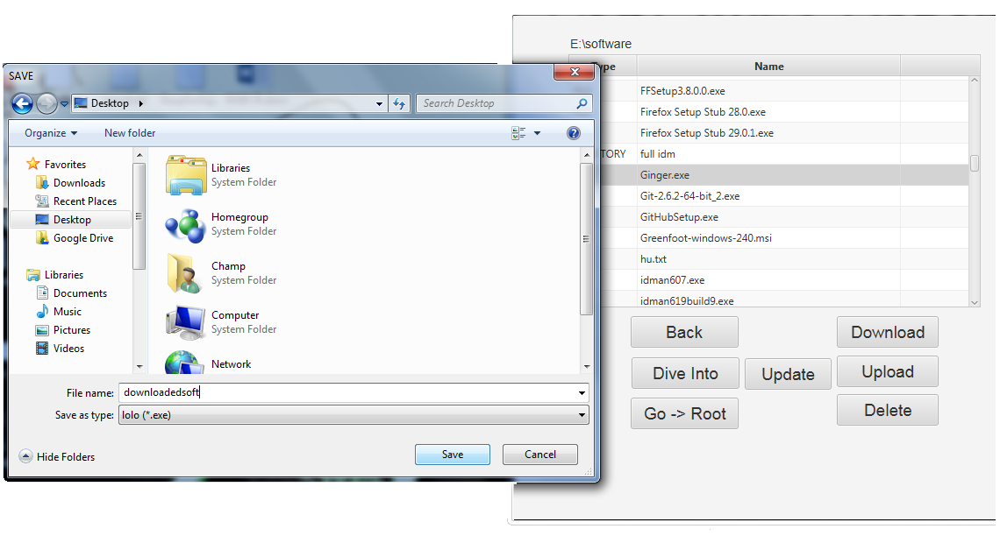 SAVE
Desktop
Search Desktop
Organize
New folder
Favorites
Downloads
Recent Places
Desktop
Google Drive
Libraries
Documents
Music
Pictures
Videos
Libraries
System Folder
Homegroup
System Folder
Champ
System Folder
Computer
System Folder
Network
File name: downloadedsoft
Save as type: lolo (*.exe)
Hide Folders
Save
Cancel
E:\software
Name
FFSetup3.8.0.0.exe
Firefox Setup Stub 28.0.exe
Firefox Setup Stub 29.0.1.exe
TORY full idm
Ginger.exe
Git-2.6.2-64-bit_2.exe
GitHubSetup.exe
Greenfoot-windows-240.msi
hu.txt
idman607.exe
idman619build9.exe
Back
Download
Dive Into
Update
Upload
Go -> Root
Delete